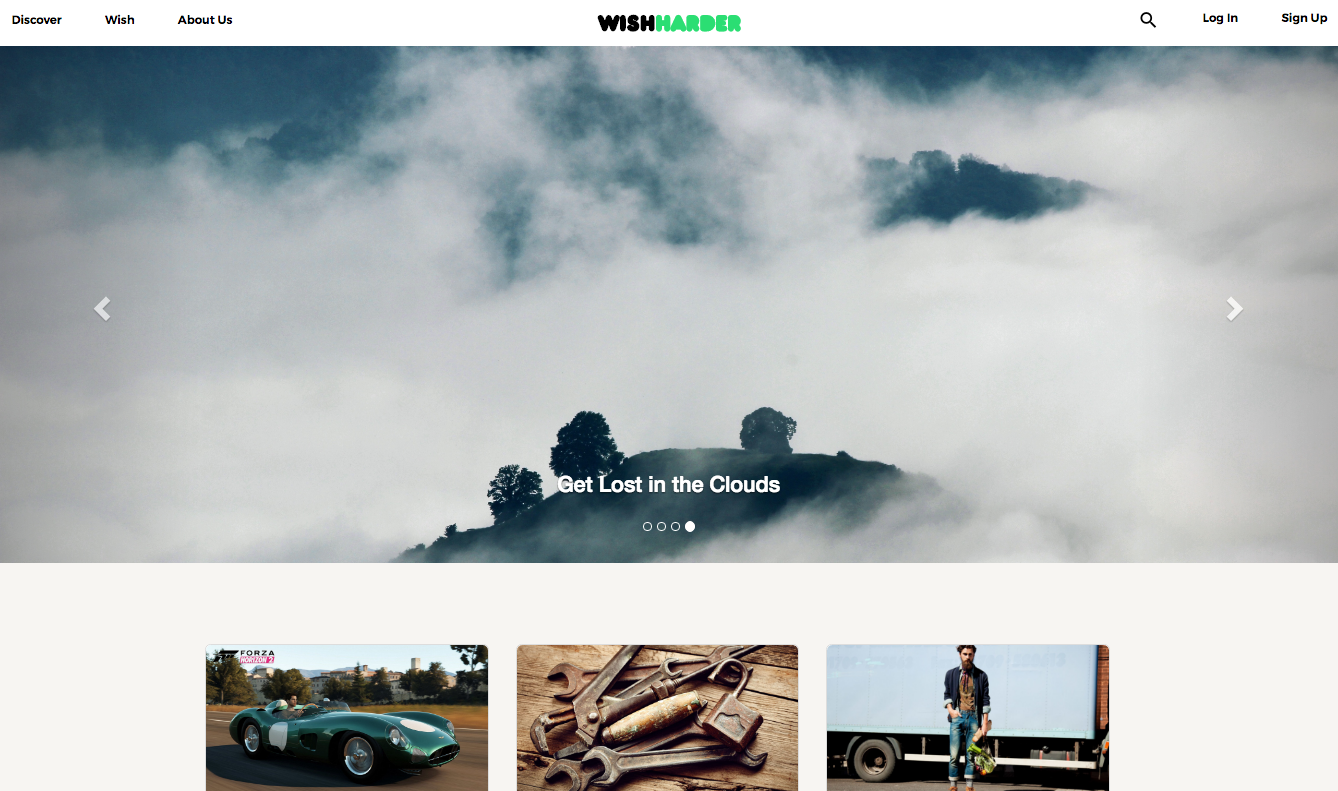 Discover Wish About Us WISHHARDER Log In Sign Up
Get Lost in the Clouds
FORZA
HORIZON 2